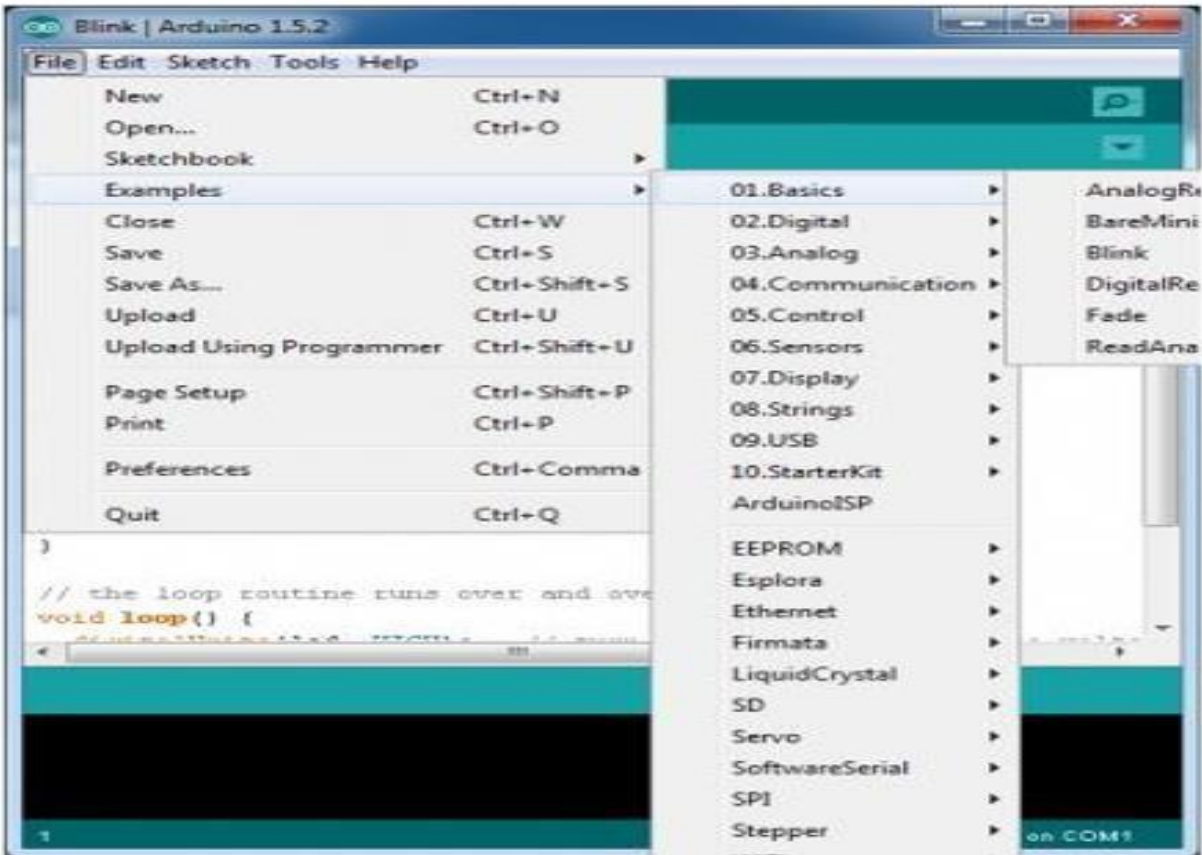 Blink | Arduino 1.5.2
File Edit Sketch Tools Help
New Ctrl+N
Open... Ctrl+O
Sketchbook
Examples
Close Ctrl+W
Save Ctrl+S
Save As... Ctrl+Shift+S
Upload Ctrl+U
Upload Using Programmer Ctrl+Shift+U
Page Setup Ctrl+Shift+P
Print Ctrl+P
Preferences Ctrl+Comma
Quit Ctrl+Q
01.Basics
02.Digital
03.Analog
04.Communication
05.Control
06.Sensors
07.Display
08.Strings
09.USB
10.StarterKit
ArduinoISP
EEPROM
Esplora
Ethernet
Firmata
LiquidCrystal
SD
Servo
SoftwareSerial
SPI
Stepper
AnalogRe
BareMini
Blink
DigitalRe
Fade
ReadAna
}
// the loop routine runs over and ove
void loop() {
1
on COM1